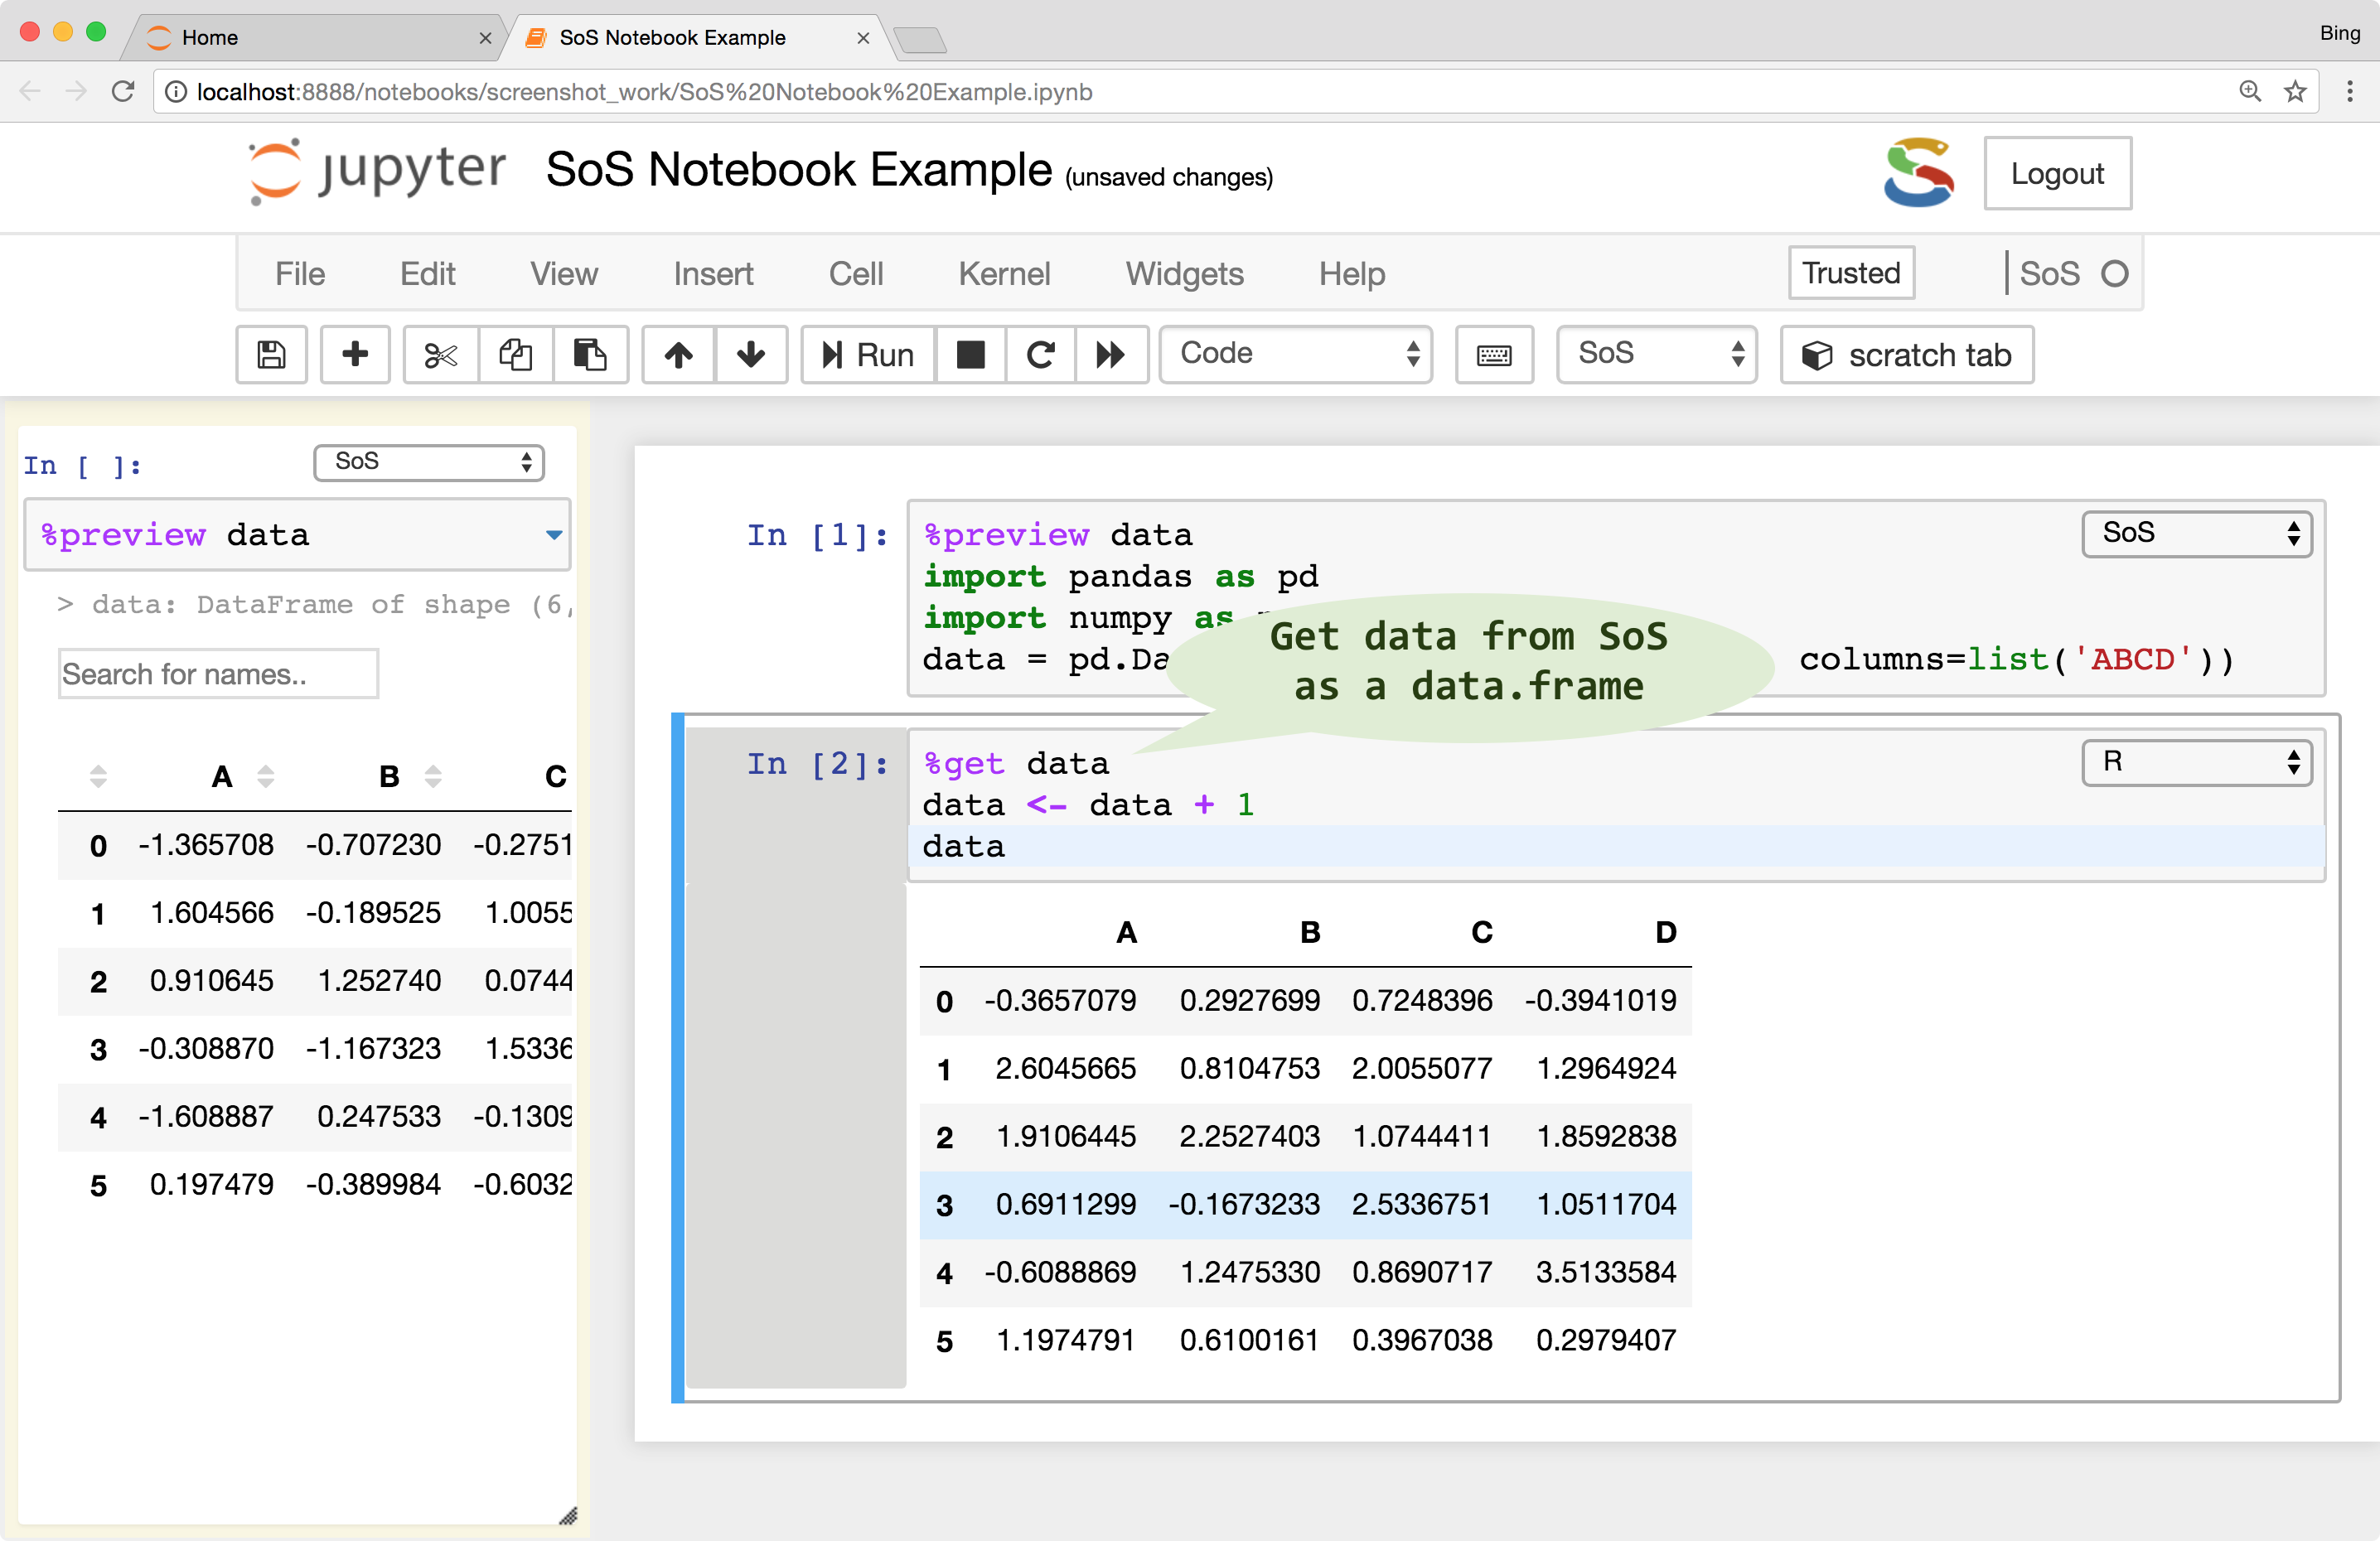 Home
SoS Notebook Example
Bing
localhost:8888/notebooks/screenshot_work/SoS%20Notebook%20Example.ipynb
jupyter
SoS Notebook Example (unsaved changes)
Logout
File Edit View Insert Cell Kernel Widgets Help
Trusted
SoS
Run
Code
SoS
scratch tab
In [ ]:
SoS
%preview data
> data: DataFrame of shape (6,
Search for names..
A B C
0 -1.365708 -0.707230 -0.2751
1 1.604566 -0.189525 1.0055
2 0.910645 1.252740 0.0744
3 -0.308870 -1.167323 1.5336
4 -1.608887 0.247533 -0.1309
5 0.197479 -0.389984 -0.6032
In [1]:
SoS
%preview data
import pandas as pd
import numpy as
data = pd.Da columns=list('ABCD'))
Get data from SoS
as a data.frame
In [2]:
R
%get data
data <- data + 1
data
A B C D
0 -0.3657079 0.2927699 0.7248396 -0.3941019
1 2.6045665 0.8104753 2.0055077 1.2964924
2 1.9106445 2.2527403 1.0744411 1.8592838
3 0.6911299 -0.1673233 2.5336751 1.0511704
4 -0.6088869 1.2475330 0.8690717 3.5133584
5 1.1974791 0.6100161 0.3967038 0.2979407